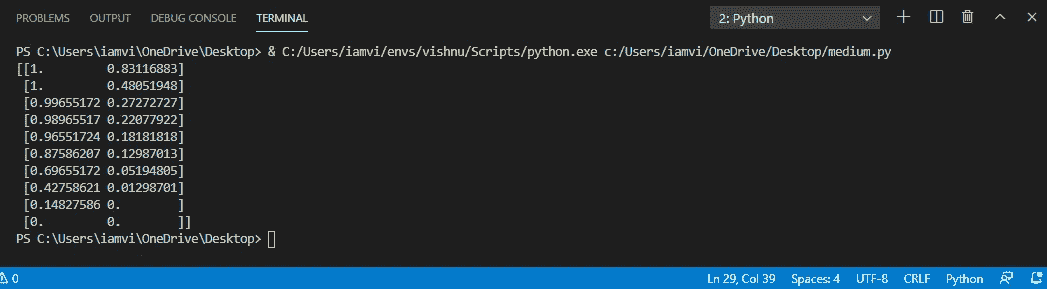 PROBLEMS OUTPUT DEBUG CONSOLE TERMINAL 2: Python
PS C:\Users\iamvi\OneDrive\Desktop> & C:/Users/iamvi/envs/vishnu/Scripts/python.exe c:/Users/iamvi/OneDrive/Desktop/medium.py
[[1.         0.83116883]
 [1.         0.48051948]
 [0.99655172 0.27272727]
 [0.98965517 0.22077922]
 [0.96551724 0.18181818]
 [0.87586207 0.12987013]
 [0.69655172 0.05194805]
 [0.42758621 0.01298701]
 [0.14827586 0.        ]
 [0.         0.        ]]
PS C:\Users\iamvi\OneDrive\Desktop>
0 Ln 29, Col 39 Spaces: 4 UTF-8 CRLF Python